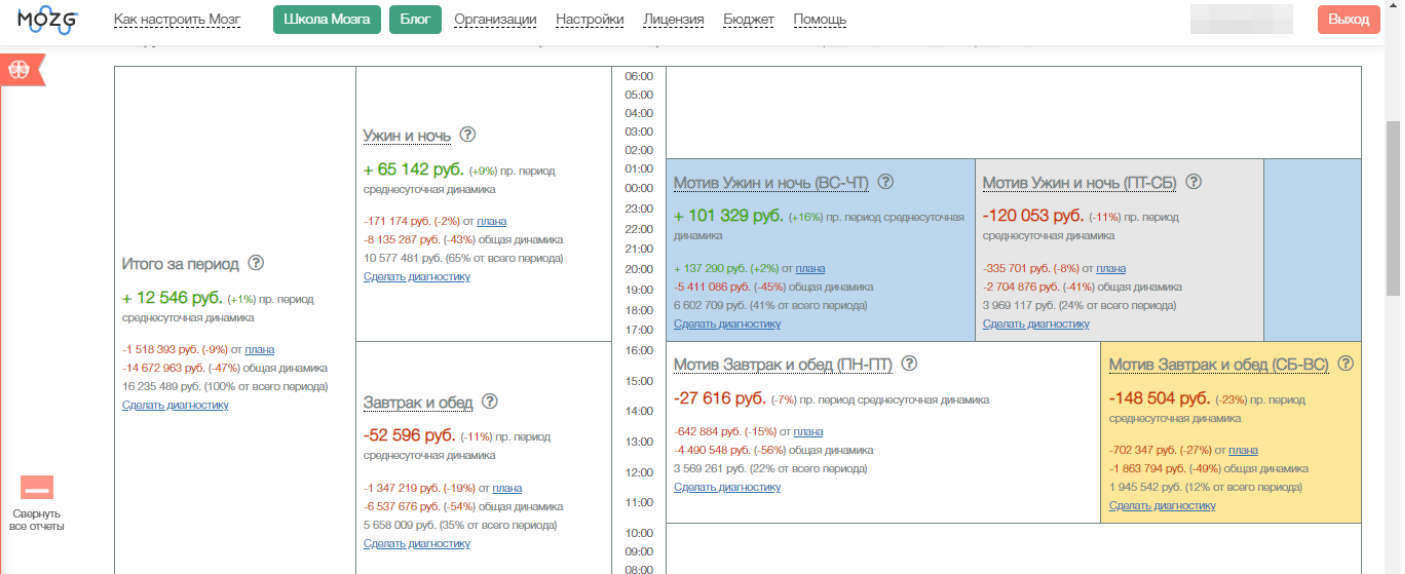 MOZG
Как настроить Мозг
Школа Мозга
Блог
Организации
Настройки
Лицензия
Бюджет
Помощь
Выход
Итого за период ?
+ 12 546 руб. (+1%) пр. период
среднесуточная динамика
-1 518 393 руб. (-9%) от плана
-14 672 963 руб. (-47%) общая динамика
16 235 489 руб. (100% от всего периода)
Сделать диагностику
Ужин и ночь ?
+ 65 142 руб. (+9%) пр. период
среднесуточная динамика
-171 174 руб. (-2%) от плана
-8 135 287 руб. (-43%) общая динамика
10 577 481 руб. (65% от всего периода)
Сделать диагностику
Завтрак и обед ?
-52 596 руб. (-11%) пр. период
среднесуточная динамика
-1 347 219 руб. (-19%) от плана
-6 537 676 руб. (-54%) общая динамика
5 658 009 руб. (35% от всего периода)
Сделать диагностику
06:00
05:00
04:00
03:00
02:00
01:00
00:00
23:00
22:00
21:00
20:00
19:00
18:00
17:00
16:00
15:00
14:00
13:00
12:00
11:00
10:00
09:00
08:00
Мотив Ужин и ночь (ВС-ЧТ) ?
+ 101 329 руб. (+16%) пр. период среднесуточная
динамика
+ 137 290 руб. (+2%) от плана
-5 411 086 руб. (-45%) общая динамика
6 602 709 руб. (41% от всего периода)
Сделать диагностику
Мотив Ужин и ночь (ПТ-СБ) ?
-120 053 руб. (-11%) пр. период
среднесуточная динамика
-335 701 руб. (-8%) от плана
-2 704 876 руб. (-41%) общая динамика
3 969 117 руб. (24% от всего периода)
Сделать диагностику
Мотив Завтрак и обед (ПН-ПТ) ?
-27 616 руб. (-7%) пр. период среднесуточная динамика
-642 884 руб. (-15%) от плана
-4 490 548 руб. (-56%) общая динамика
3 569 261 руб. (22% от всего периода)
Сделать диагностику
Мотив Завтрак и обед (СБ-ВС) ?
-148 504 руб. (-23%) пр. период
среднесуточная динамика
-702 347 руб. (-27%) от плана
-1 863 794 руб. (-49%) общая динамика
1 945 542 руб. (12% от всего периода)
Сделать диагностику
Свернуть
все отчеты